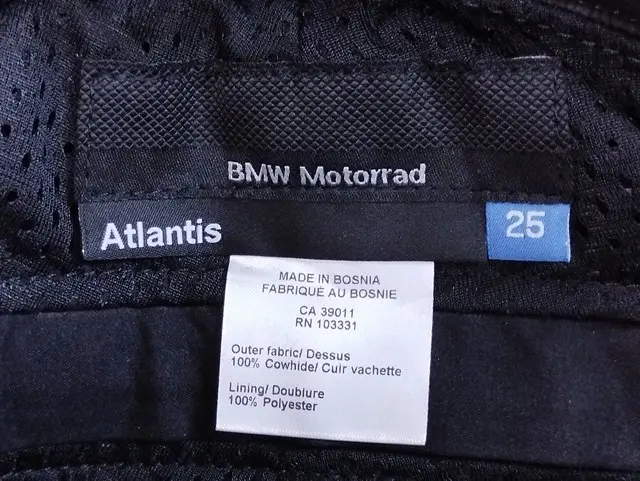 BMW Motorrad
Atlantis
25
MADE IN BOSNIA
FABRIQUÉ AU BOSNIE
CA 39011
RN 103331
Outer fabric/ Dessus
100% Cowhide/ Cuir vachette
Lining/ Doublure
100% Polyester